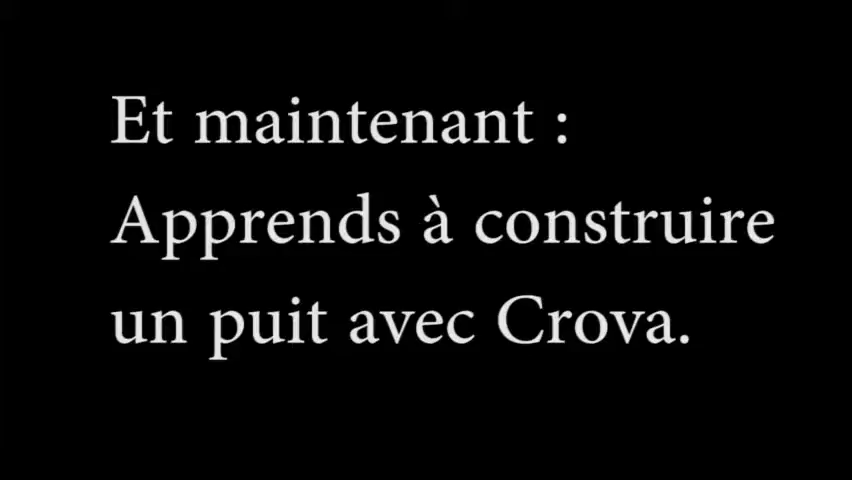 Et maintenant :
Apprends à construire
un puit avec Crova.